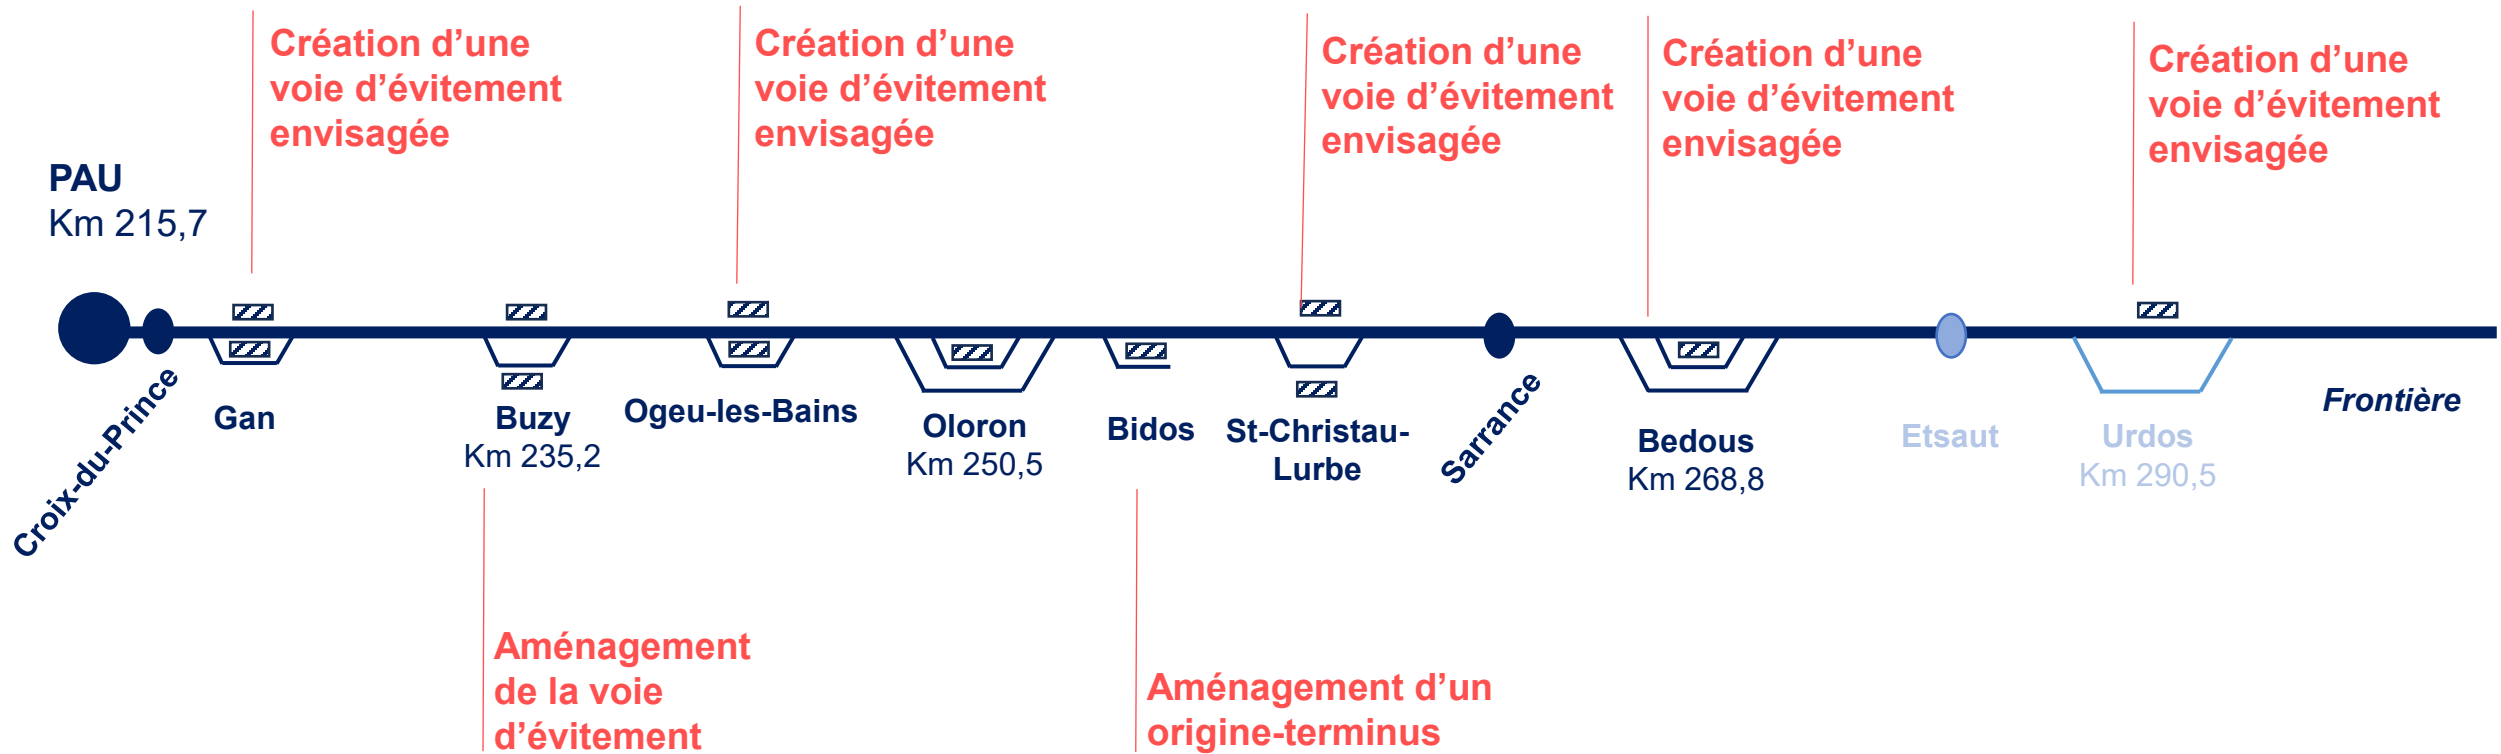 Création d’une
voie d’évitement
envisagée
Création d’une
voie d’évitement
envisagée
Création d’une
voie d’évitement
envisagée
Création d’une
voie d’évitement
envisagée
Création d’une
voie d’évitement
envisagée
PAU
Km 215,7
Croix-du-Prince
Gan
Buzy
Km 235,2
Ogeu-les-Bains
Oloron
Km 250,5
Bidos
St-Christau-
Lurbe
Sarrance
Bedous
Km 268,8
Etsaut
Urdos
Km 290,5
Frontière
Aménagement
de la voie
d’évitement
Aménagement d’un
origine-terminus